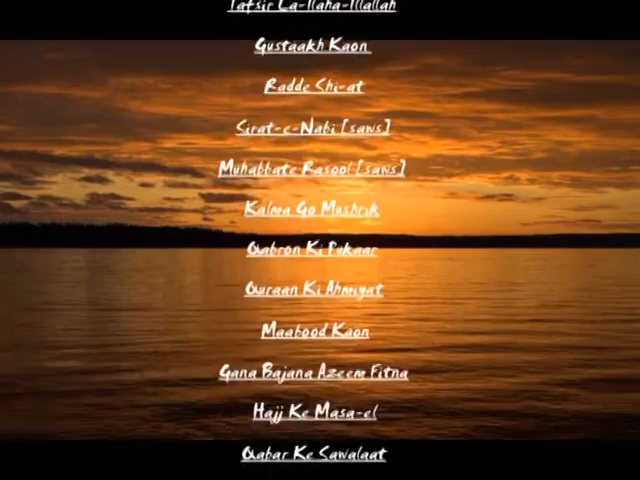 Tafsir La-Ilaha-Illallah
Gustaakh Kaon
Radde Shi-at
Sirat-e-Nabi [saws]
Muhabbate Rasool [saws]
Kalma Go Mushrik
Qabron Ki Pukaar
Quraan Ki Ahmiyat
Maabood Kaon
Gana Bajana Azeem Fitna
Hajj Ke Masa-el
Qabar Ke Sawalaat